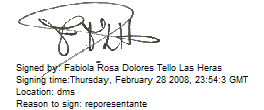 Signed by: Fabiola Rosa Dolores Tello Las Heras
Signing time:Thursday, February 28 2008, 23:54:3 GMT
Location: dms
Reason to sign: reporesentante